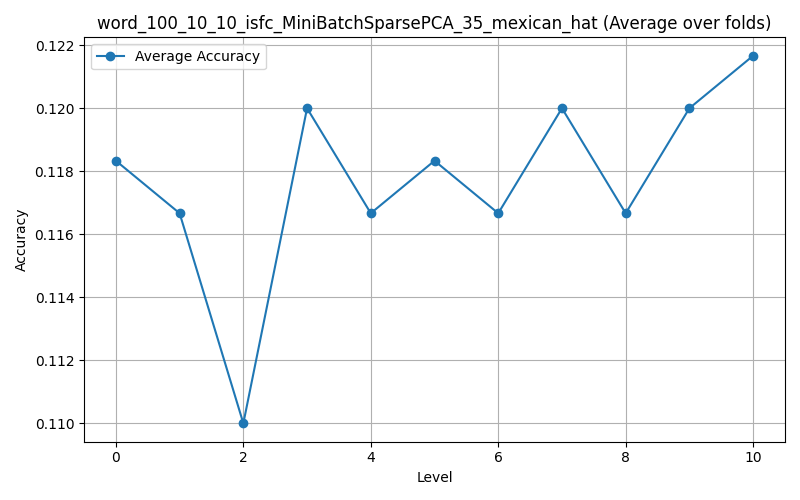 word_100_10_10_isfc_MiniBatchSparsePCA_35_mexican_hat (Average over folds)
Average Accuracy
0.122
0.120
0.118
0.116
0.114
0.112
0.110
Accuracy
0 2 4 6 8 10
Level